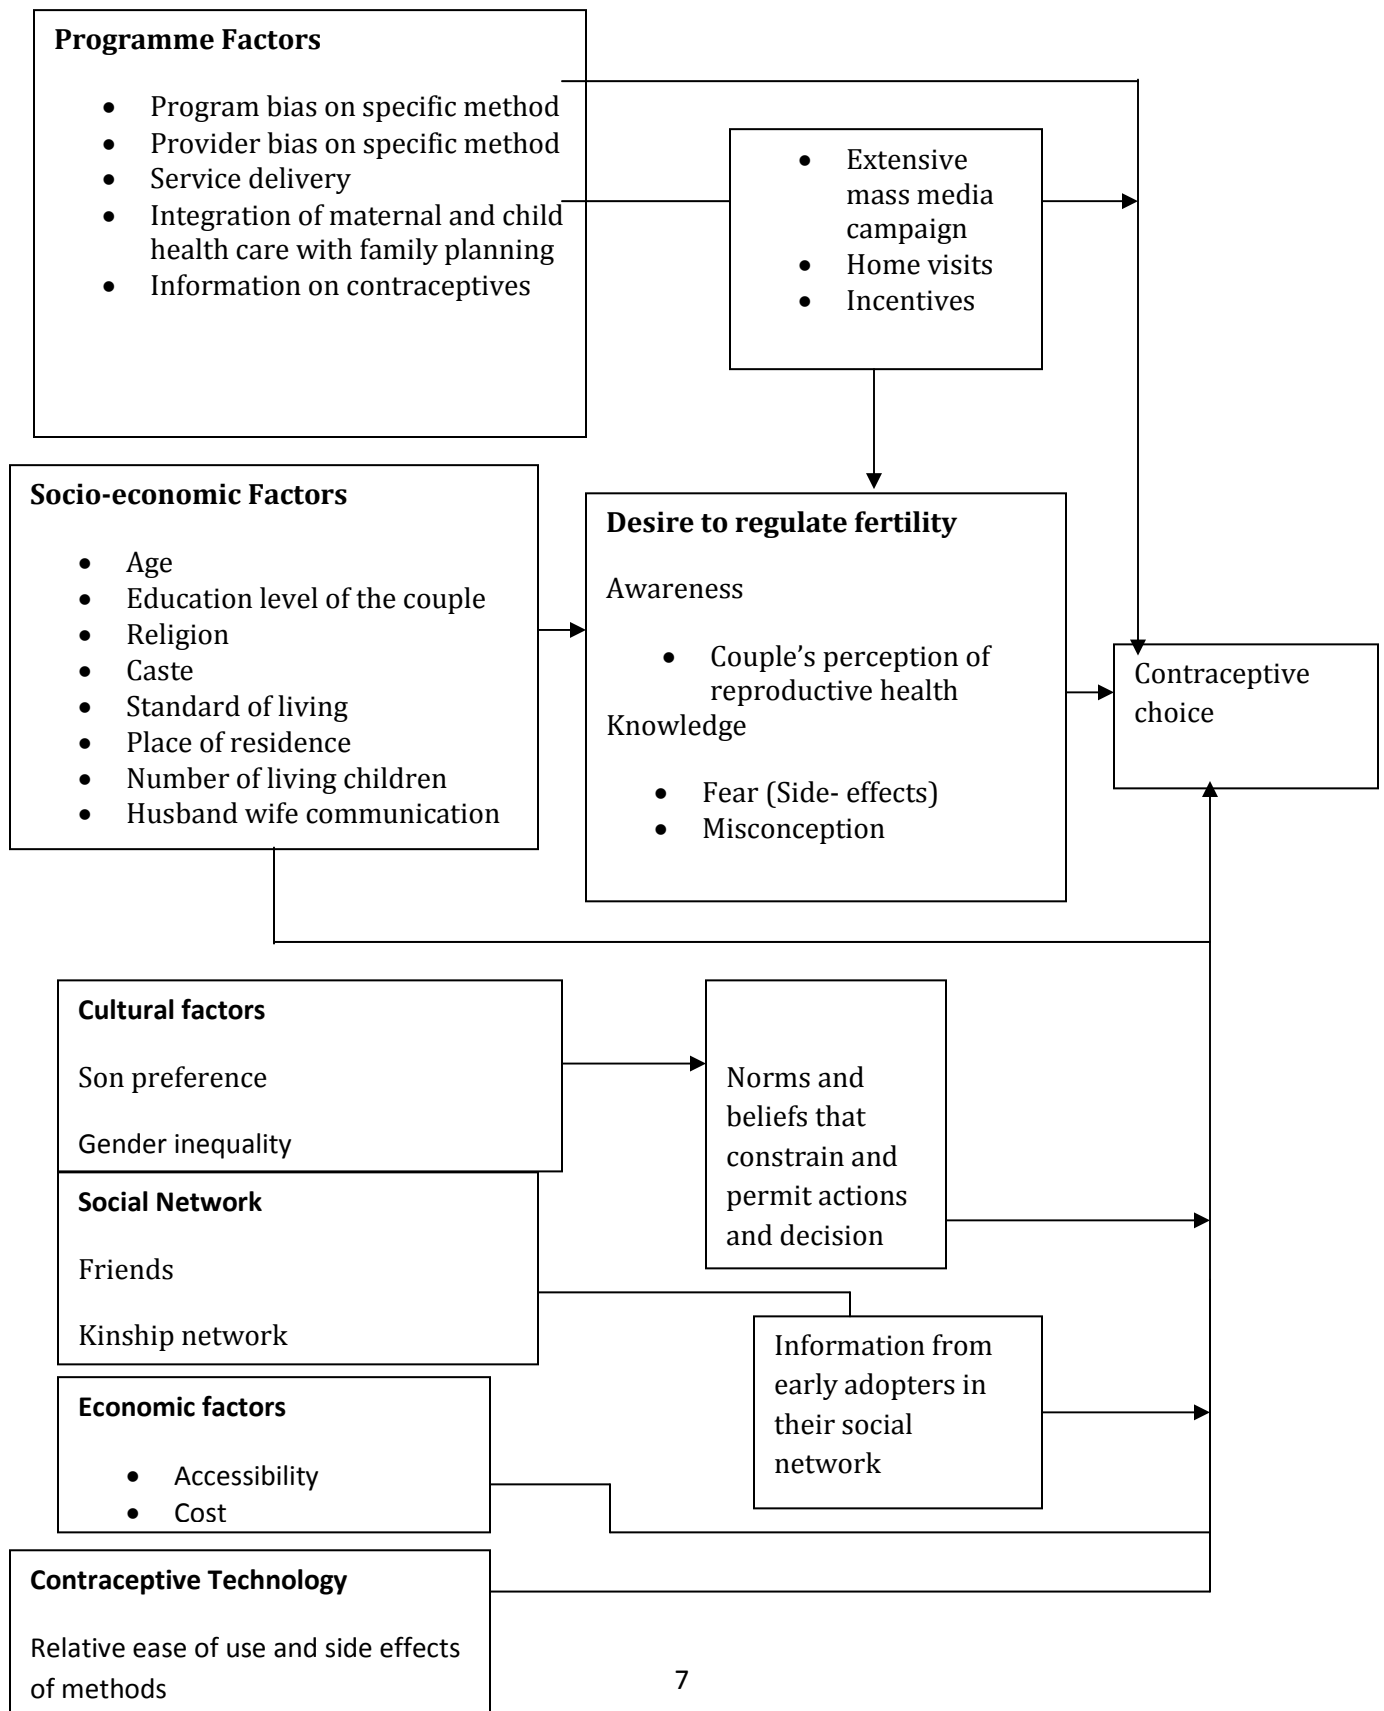 Programme Factors
• Program bias on specific method
• Provider bias on specific method
• Service delivery
• Integration of maternal and child
health care with family planning
• Information on contraceptives
• Extensive
mass media
campaign
• Home visits
• Incentives
Socio-economic Factors
• Age
• Education level of the couple
• Religion
• Caste
• Standard of living
• Place of residence
• Number of living children
• Husband wife communication
Desire to regulate fertility
Awareness
• Couple’s perception of
reproductive health
Knowledge
• Fear (Side- effects)
• Misconception
Contraceptive
choice
Cultural factors
Son preference
Gender inequality
Norms and
beliefs that
constrain and
permit actions
and decision
Social Network
Friends
Kinship network
Information from
early adopters in
their social
network
Economic factors
• Accessibility
• Cost
Contraceptive Technology
Relative ease of use and side effects
of methods
7